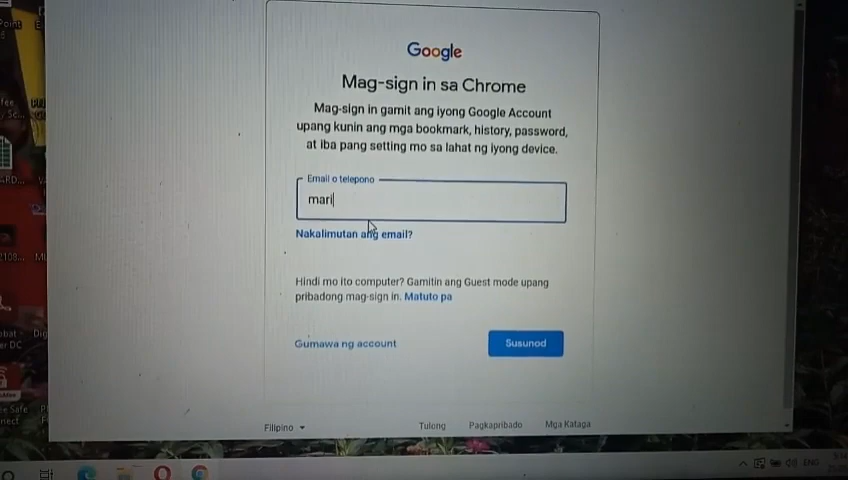 Google
Mag-sign in sa Chrome
Mag-sign in gamit ang iyong Google Account
upang kunin ang mga bookmark, history, password,
at iba pang setting mo sa lahat ng iyong device.
Email o telepono
mari
Nakalimutan ang email?
Hindi mo ito computer? Gamitin ang Guest mode upang
pribadong mag-sign in. Matuto pa
Gumawa ng account
Susunod
Filipino
Tulong
Pagkapribado
Mga Kataga
ENG